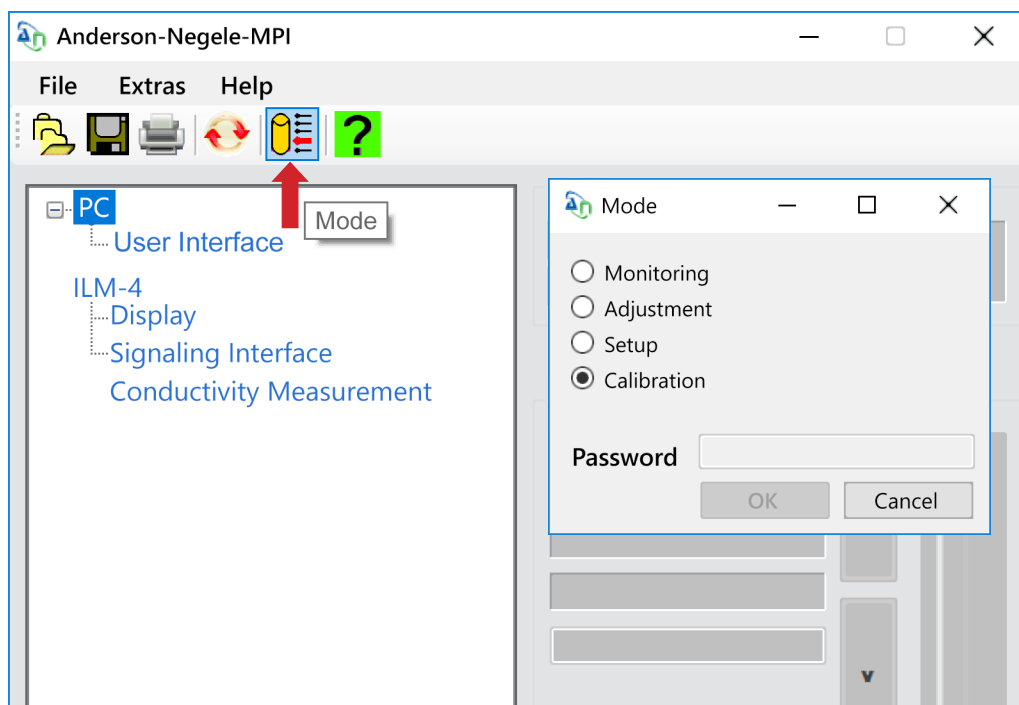 Anderson-Negele-MPI
File Extras Help
?
Mode
PC
User Interface
ILM-4
Display
Signaling Interface
Conductivity Measurement
Mode
Monitoring
Adjustment
Setup
Calibration
Password
OK Cancel
v